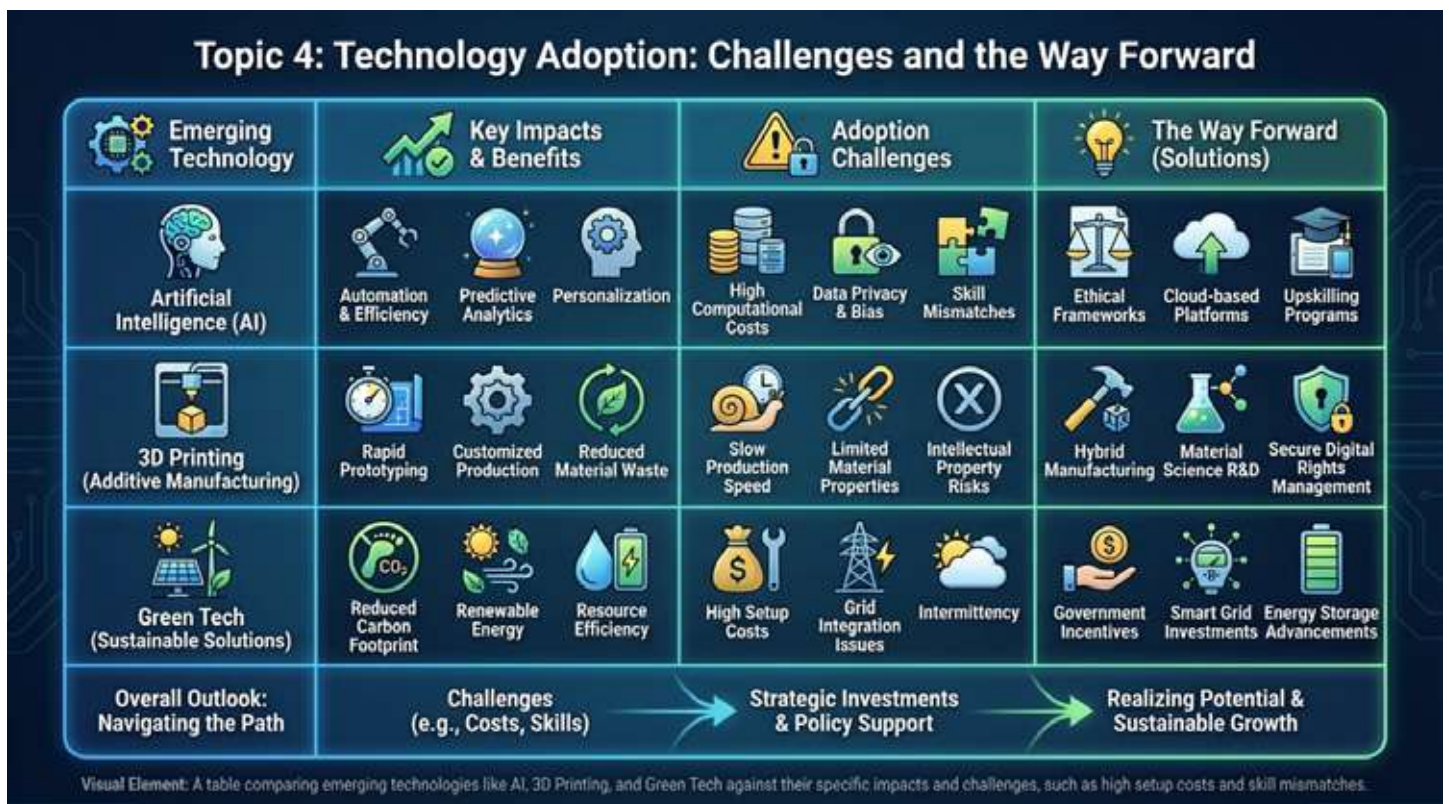 Topic 4: Technology Adoption: Challenges and the Way Forward
Emerging
Technology
Key Impacts
& Benefits
Adoption
Challenges
The Way Forward
(Solutions)
Artificial
Intelligence (AI)
Automation
& Efficiency
Predictive
Analytics
Personalization
High
Computational
Costs
Data Privacy
& Bias
Skill
Mismatches
Ethical
Frameworks
Cloud-based
Platforms
Upskilling
Programs
3D Printing
(Additive Manufacturing)
Rapid
Prototyping
Customized
Production
Reduced
Material Waste
Slow
Production
Speed
Limited
Material
Properties
Intellectual
Property
Risks
Hybrid
Manufacturing
Material
Science R&D
Secure Digital
Rights
Management
Green Tech
(Sustainable Solutions)
CO₂
Reduced
Carbon
Footprint
Renewable
Energy
Resource
Efficiency
$
High Setup
Costs
Grid
Integration
Issues
Intermittency
$
Government
Incentives
Smart Grid
Investments
Energy Storage
Advancements
Overall Outlook:
Navigating the Path
Challenges
(e.g., Costs, Skills)
Strategic Investments
& Policy Support
Realizing Potential &
Sustainable Growth
Visual Element: A table comparing emerging technologies like AI, 3D Printing, and Green Tech against their specific impacts and challenges, such as high setup costs and skill mismatches.